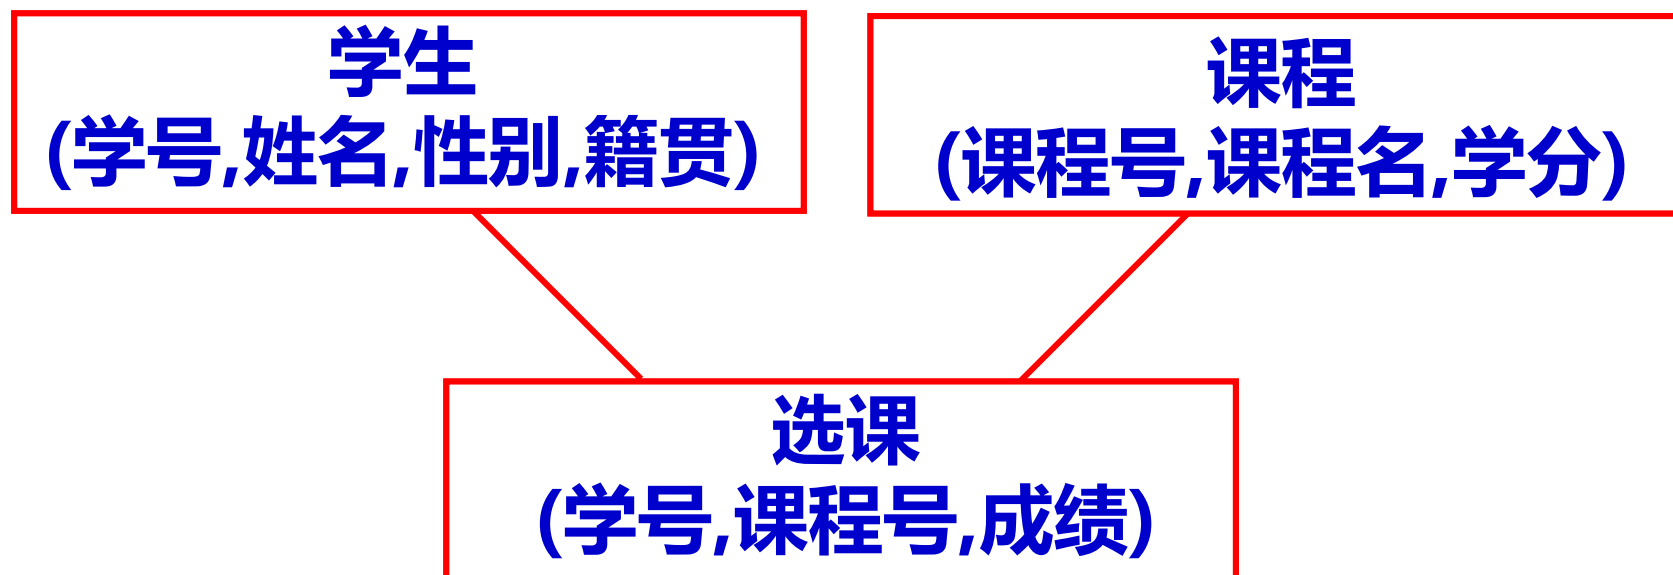 学生
(学号,姓名,性别,籍贯)
课程
(课程号,课程名,学分)
选课
(学号,课程号,成绩)